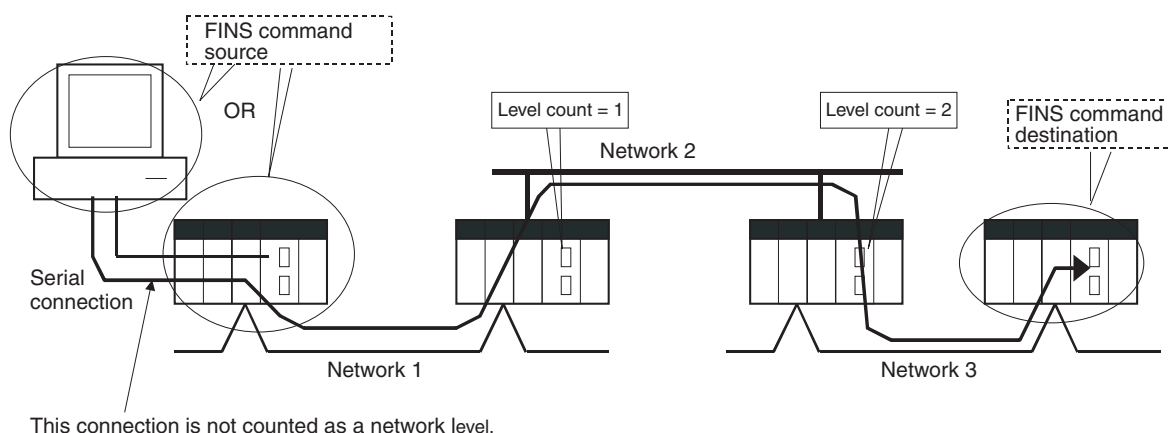 FINS command
source
OR
Level count = 1
Level count = 2
FINS command
destination
Network 2
Serial
connection
Network 1
Network 3
This connection is not counted as a network level.